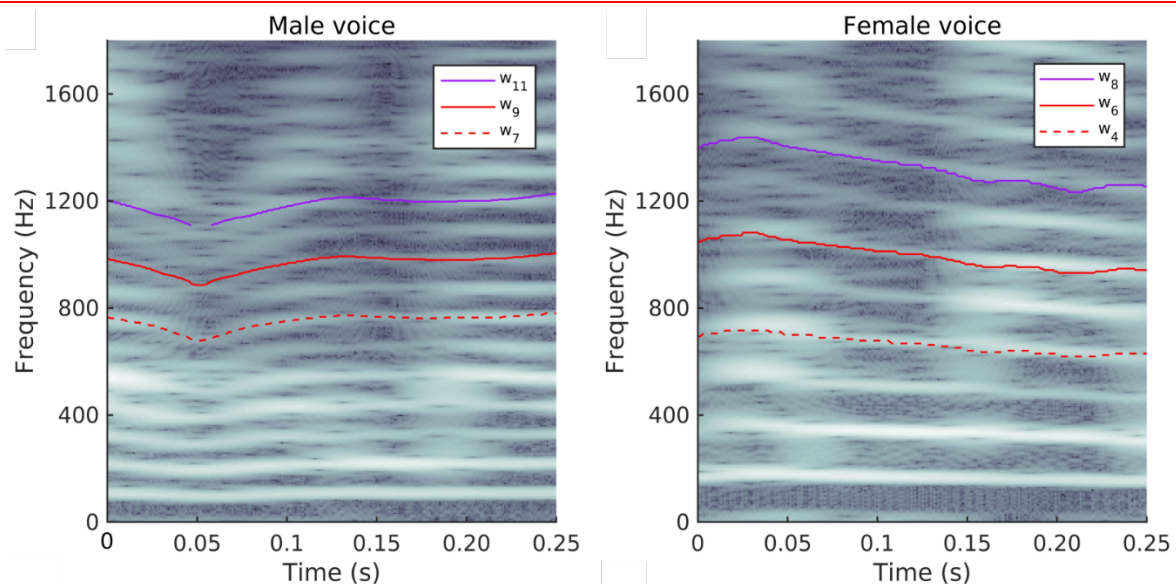 Male voice
Frequency (Hz)
1600
1200
800
400
0
w11
w9
w7
0 0.05 0.1 0.15 0.20 0.25
Time (s)
Female voice
Frequency (Hz)
1600
1200
800
400
0
w8
w6
w4
0 0.05 0.1 0.15 0.20 0.25
Time (s)